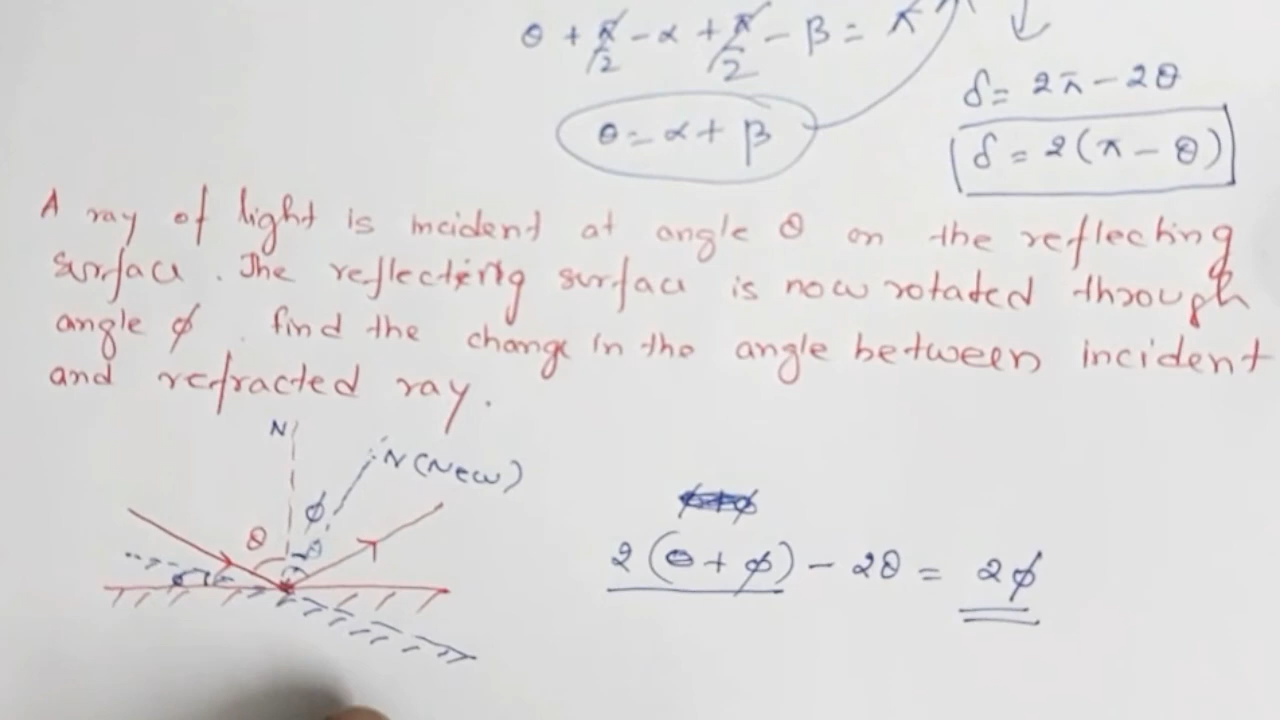 θ + π/2 - α + π/2 - β = π
δ = 2π - 2θ
θ = α + β
δ = 2(π - θ)
A ray of light is incident at angle θ on the reflecting
surface. The reflecting surface is now rotated through
angle ϕ. find the change in the angle between incident
and refracted ray.
N
N(New)
ϕ
θ
θ
ϕ
2(θ + ϕ) - 2θ = 2ϕ